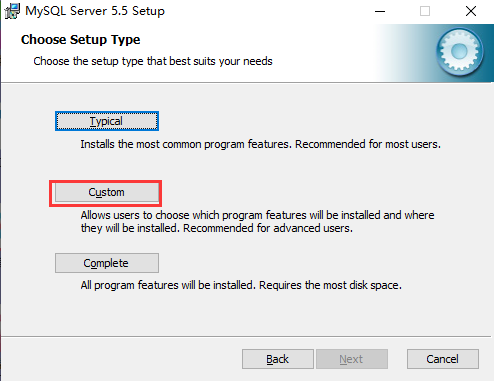 MySQL Server 5.5 Setup
Choose Setup Type
Choose the setup type that best suits your needs
Typical
Installs the most common program features. Recommended for most users.
Custom
Allows users to choose which program features will be installed and where
they will be installed. Recommended for advanced users.
Complete
All program features will be installed. Requires the most disk space.
Back Next Cancel